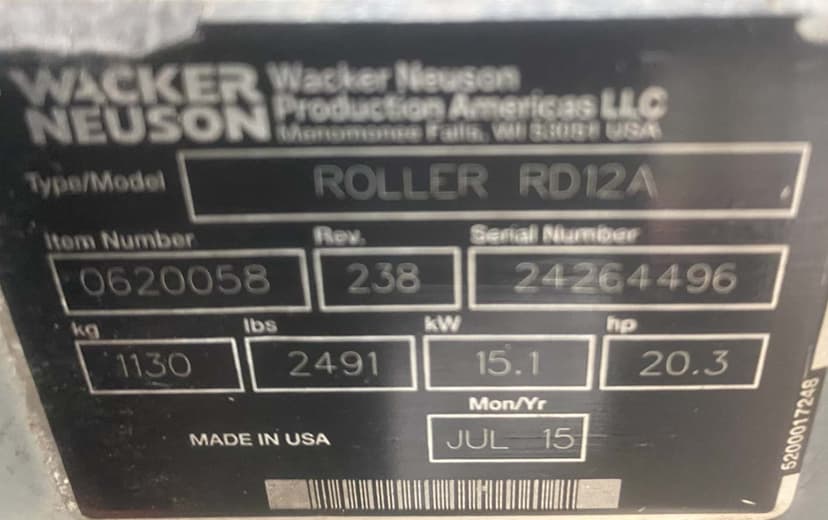 WACKER NEUSON
Wacker Neuson
Production Americas LLC
Menomonee Falls, WI 53051 USA
Type/Model ROLLER RD12A
Item Number Rev. Serial Number
0620058 238 24264496
kg lbs kW hp
1130 2491 15.1 20.3
Mon/Yr
MADE IN USA JUL 15
5200017248